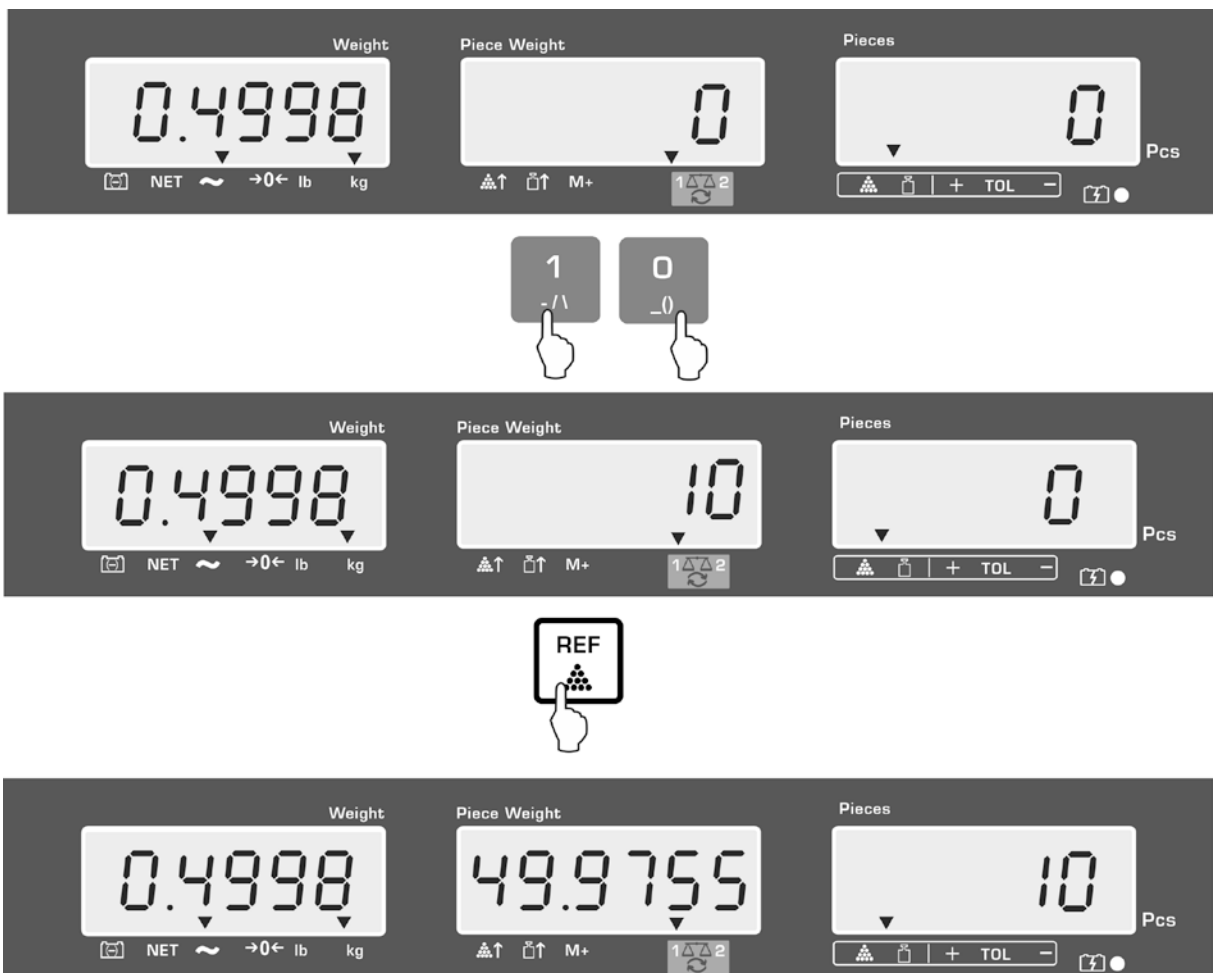 Weight Piece Weight Pieces
0.4998 0 0
Pcs
NET ~ →0← lb kg ↑ ↑ M+ 1 2 + TOL −
1 0
-/\ _()
Weight Piece Weight Pieces
0.4998 10 0
Pcs
NET ~ →0← lb kg ↑ ↑ M+ 1 2 + TOL −
REF
Weight Piece Weight Pieces
0.4998 49.9755 10
Pcs
NET ~ →0← lb kg ↑ ↑ M+ 1 2 + TOL −